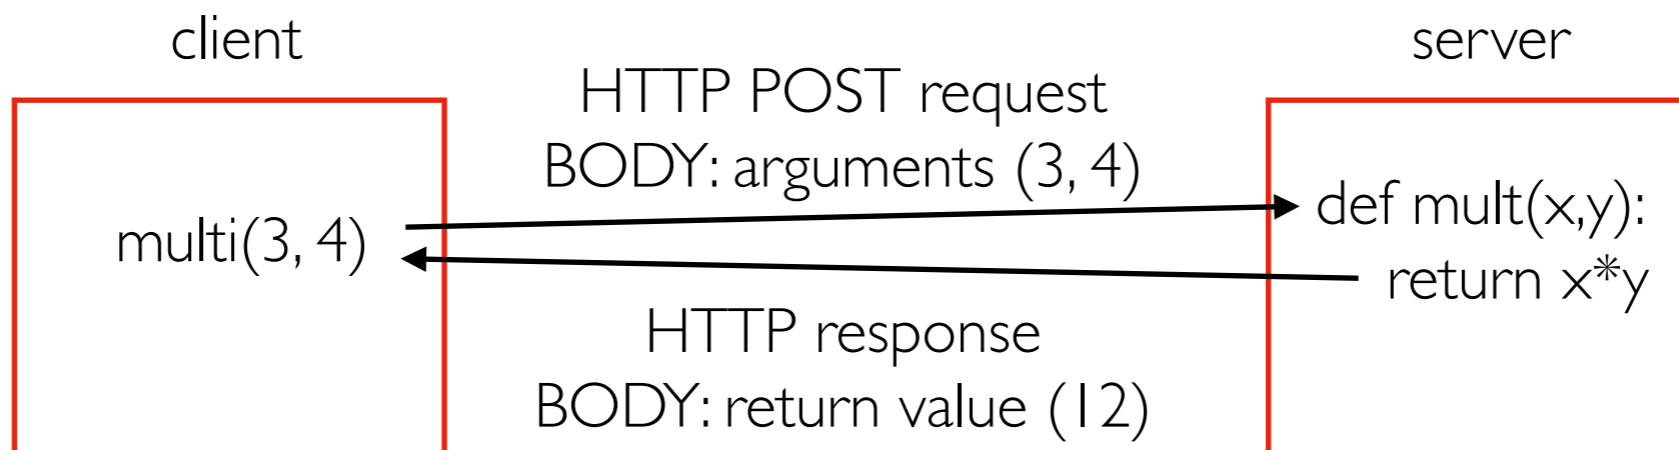 client
server
HTTP POST request
BODY: arguments (3, 4)
multi(3, 4)
def mult(x,y):
return x*y
HTTP response
BODY: return value (12)